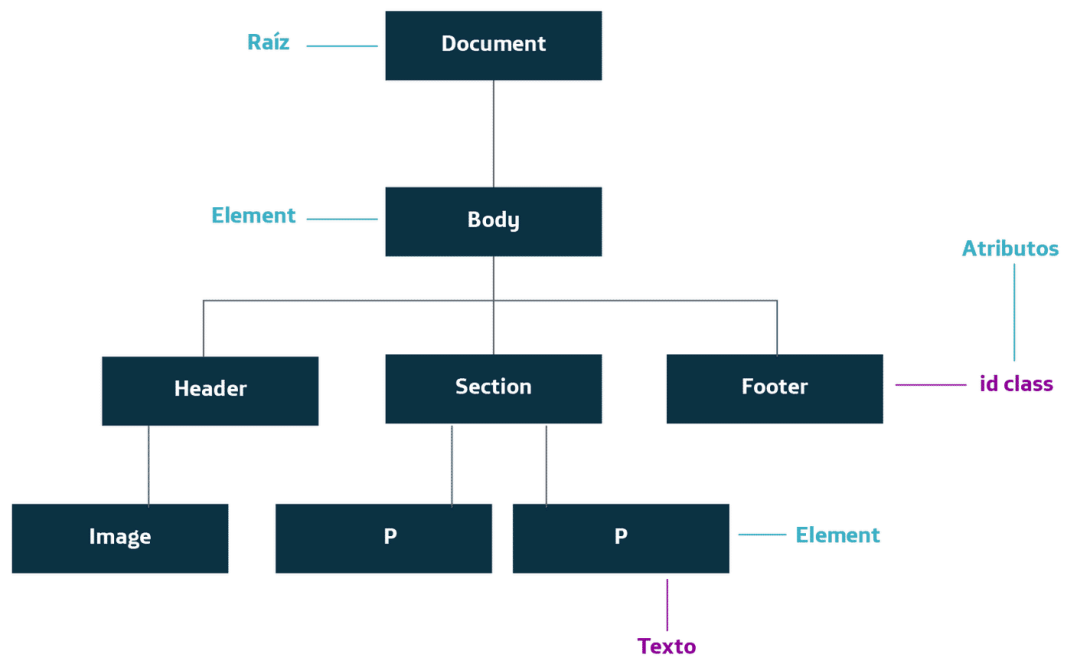 Raíz
Document
Element
Body
Atributos
Header
Section
Footer
id class
Image
P
P
Element
Texto